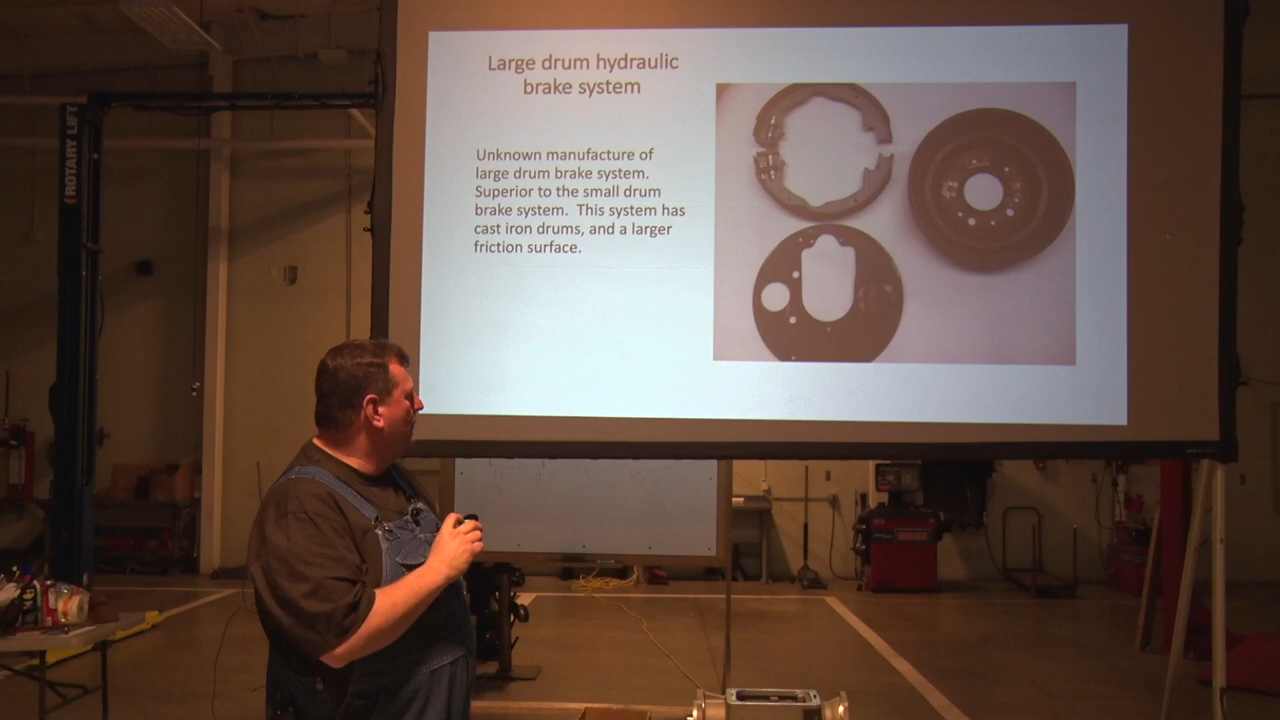 Large drum hydraulic
brake system
Unknown manufacture of
large drum brake system.
Superior to the small drum
brake system.  This system has
cast iron drums, and a larger
friction surface.
ROTARY LIFT